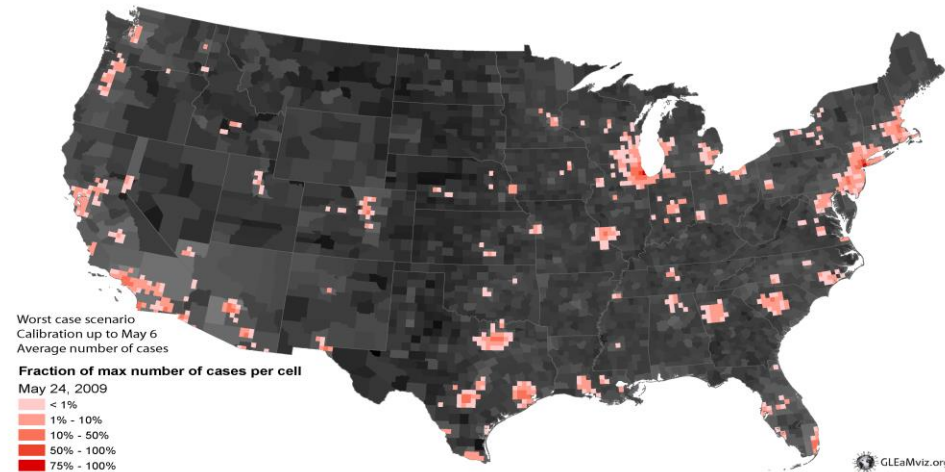 Worst case scenario
Calibration up to May 6
Average number of cases
Fraction of max number of cases per cell
May 24, 2009
< 1%
1% - 10%
10% - 50%
50% - 100%
75% - 100%
GLEaMviz.org